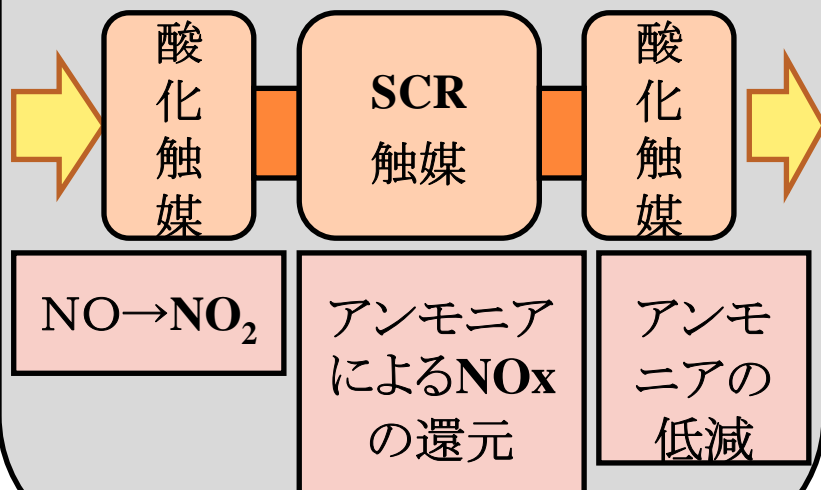 酸化触媒
SCR
触媒
酸化触媒
NO→NO₂
アンモニア
によるNOx
の還元
アンモ
ニアの
低減